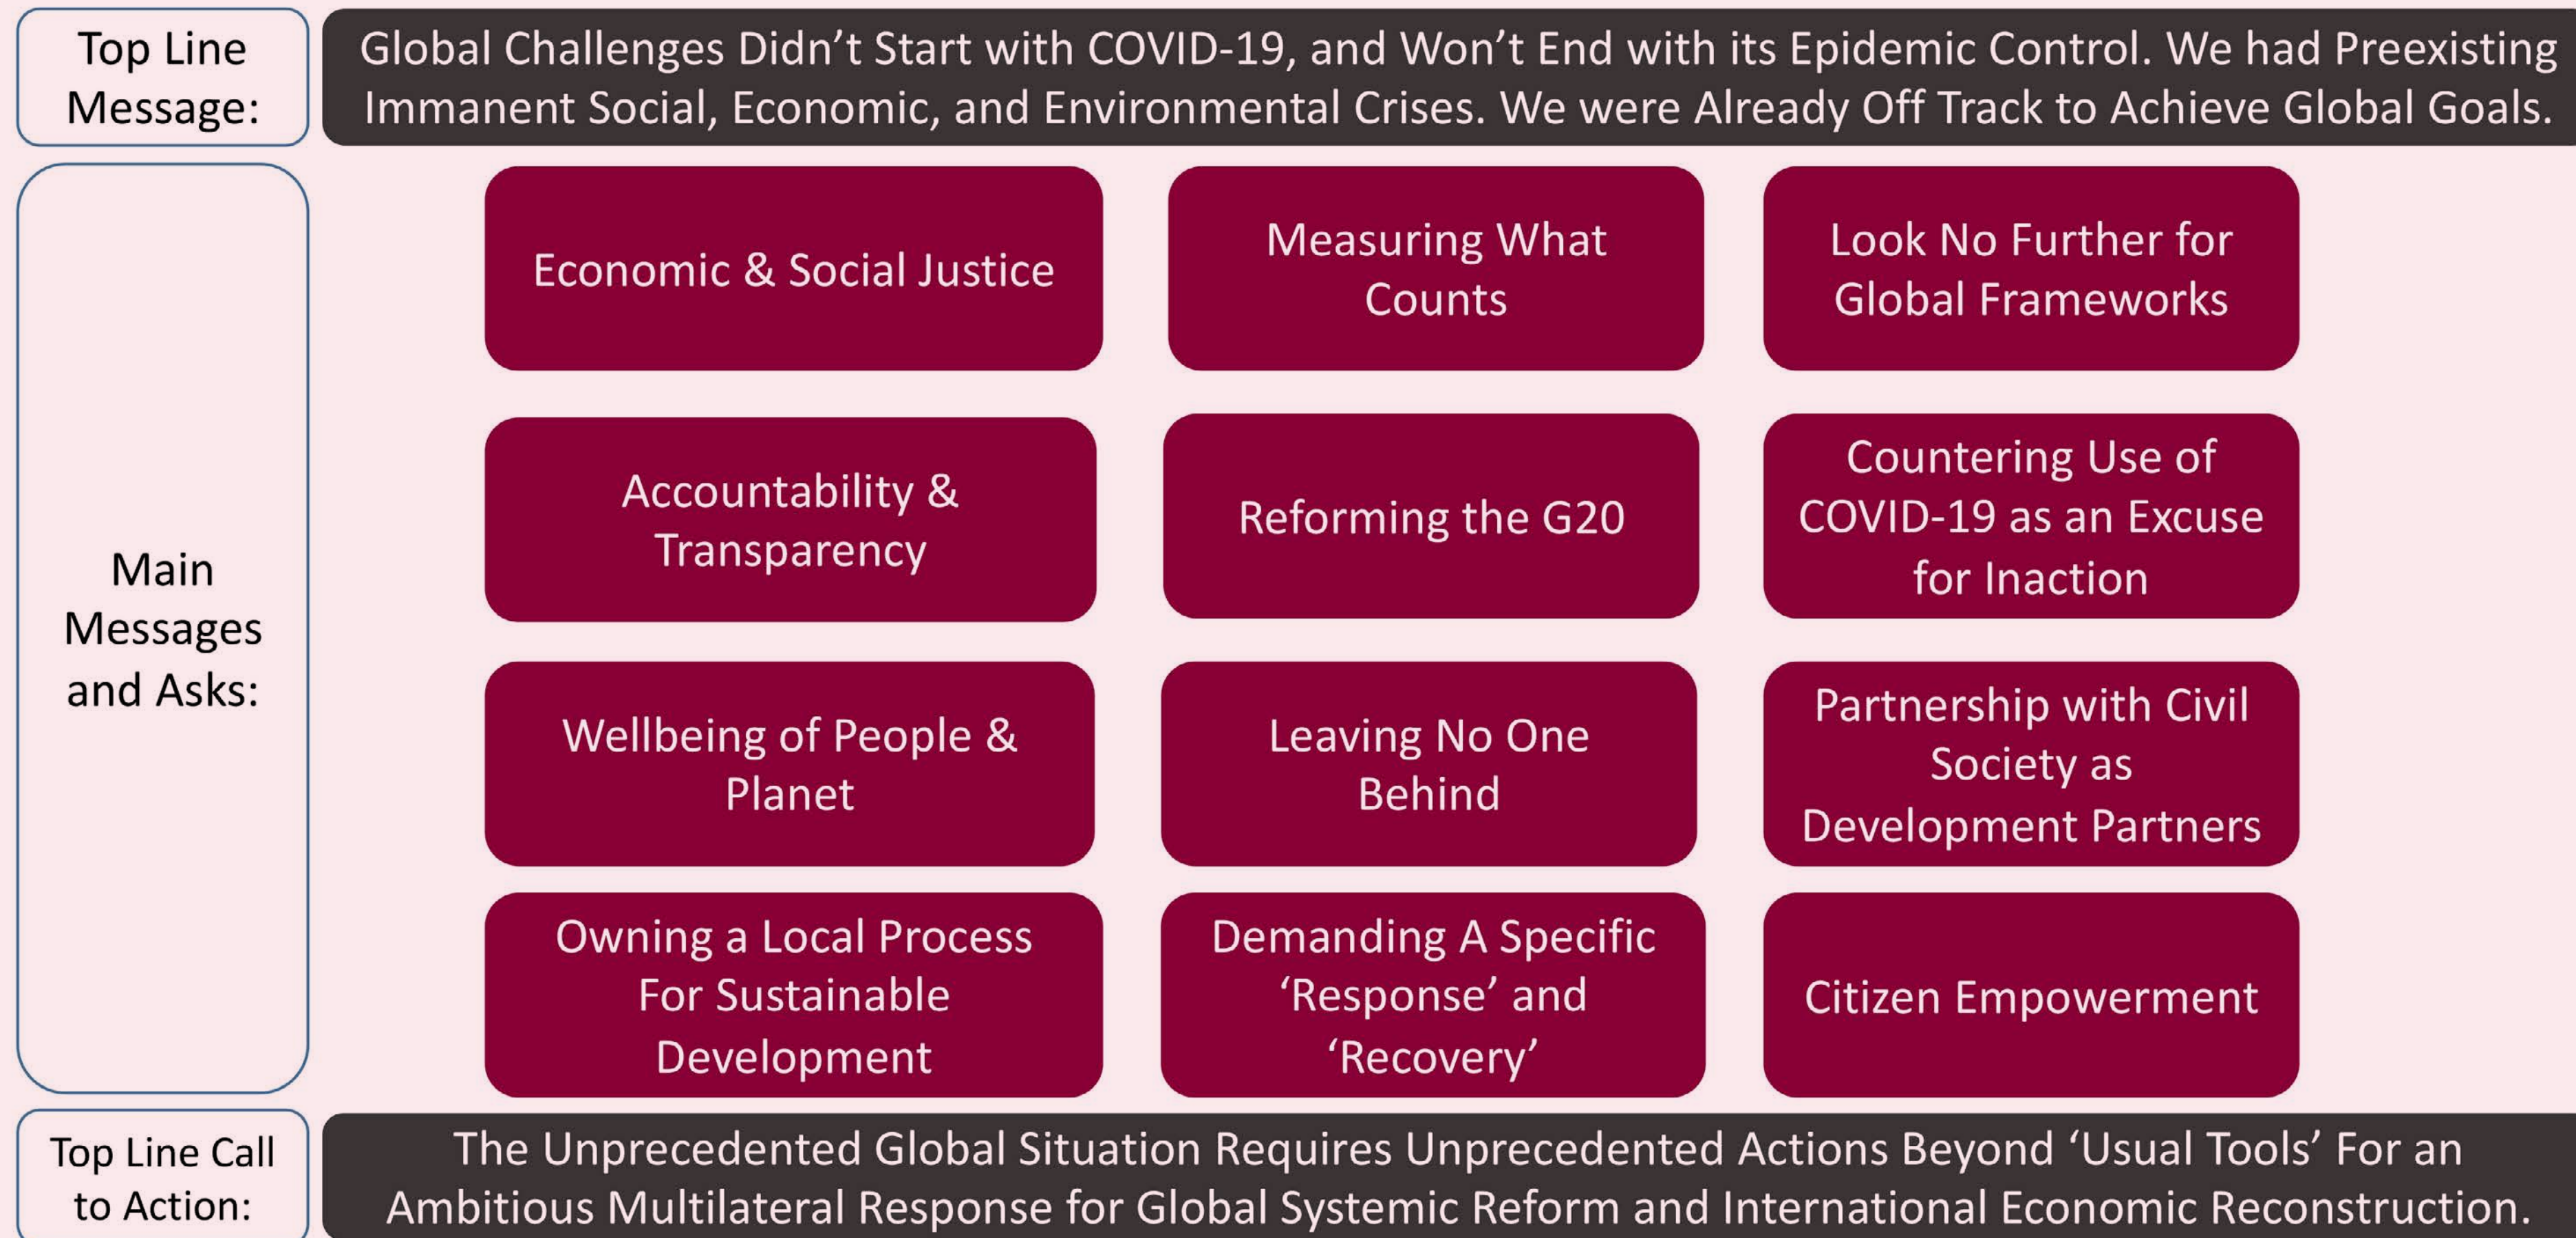 Top Line
Message:
Global Challenges Didn’t Start with COVID-19, and Won’t End with its Epidemic Control. We had Preexisting
Immanent Social, Economic, and Environmental Crises. We were Already Off Track to Achieve Global Goals.
Main
Messages
and Asks:
Economic & Social Justice
Measuring What
Counts
Look No Further for
Global Frameworks
Accountability &
Transparency
Reforming the G20
Countering Use of
COVID-19 as an Excuse
for Inaction
Wellbeing of People &
Planet
Leaving No One
Behind
Partnership with Civil
Society as
Development Partners
Owning a Local Process
For Sustainable
Development
Demanding A Specific
‘Response’ and
‘Recovery’
Citizen Empowerment
Top Line Call
to Action:
The Unprecedented Global Situation Requires Unprecedented Actions Beyond ‘Usual Tools’ For an
Ambitious Multilateral Response for Global Systemic Reform and International Economic Reconstruction.